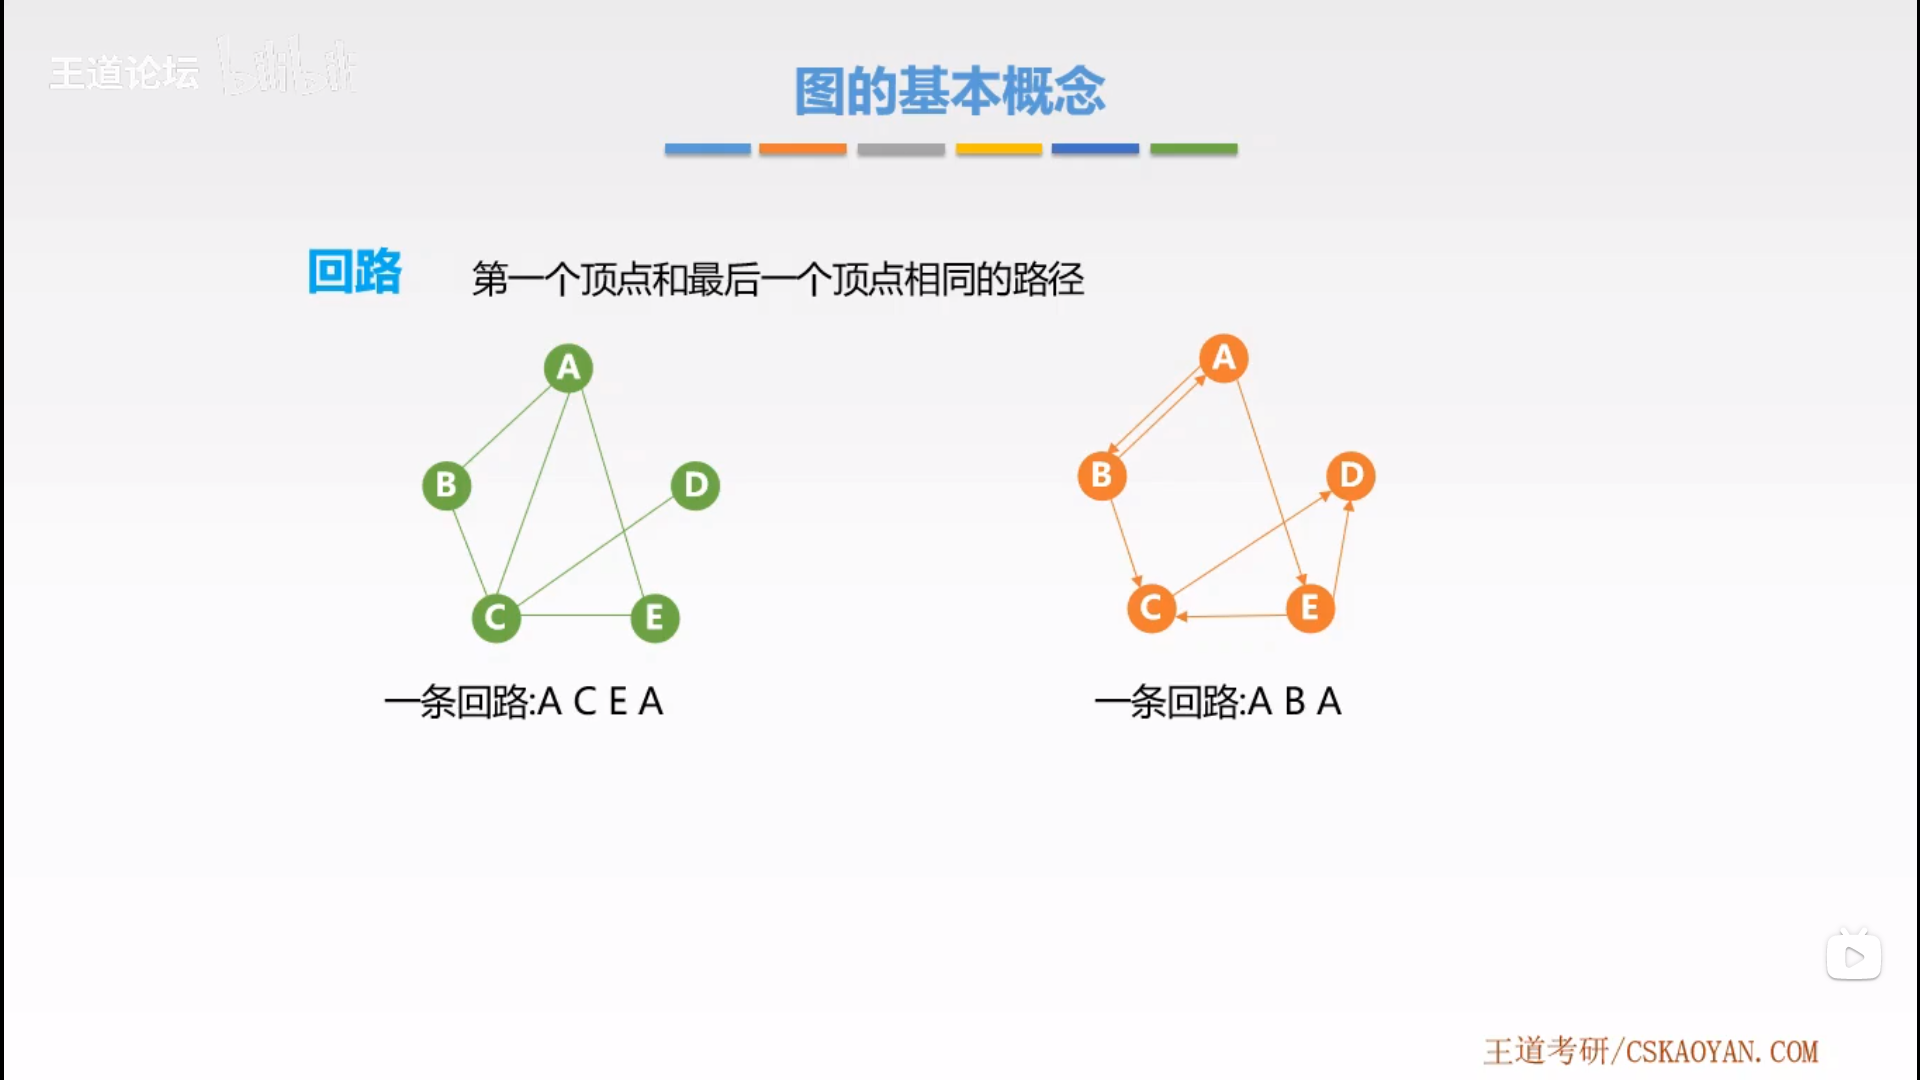 王道论坛 bilibili
图的基本概念
回路 第一个顶点和最后一个顶点相同的路径
A
B
D
C
E
A
B
D
C
E
一条回路:A C E A
一条回路:A B A
王道考研/CSKAOYAN.COM